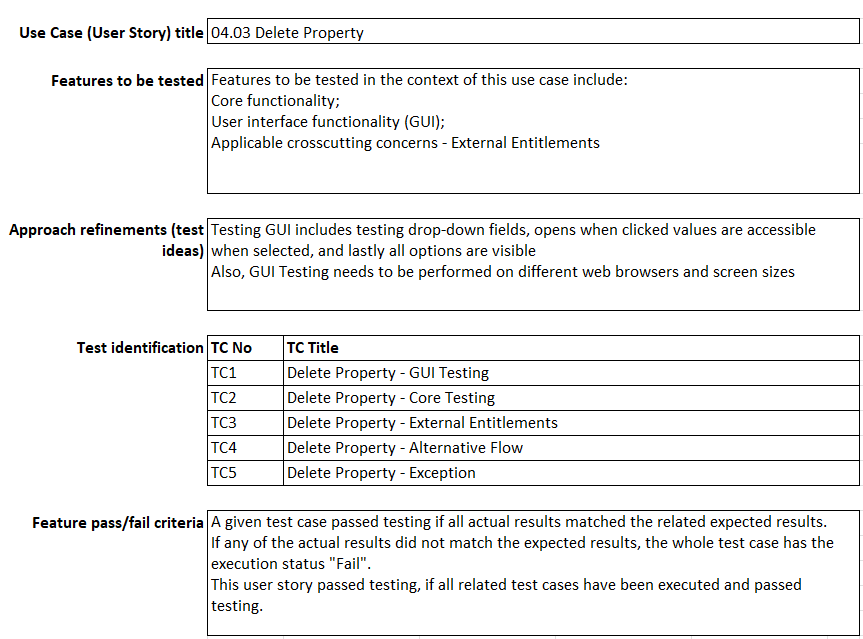 Use Case (User Story) title 04.03 Delete Property
Features to be tested Features to be tested in the context of this use case include:
Core functionality;
User interface functionality (GUI);
Applicable crosscutting concerns - External Entitlements
Approach refinements (test ideas)
Testing GUI includes testing drop-down fields, opens when clicked values are accessible
when selected, and lastly all options are visible
Also, GUI Testing needs to be performed on different web browsers and screen sizes
Test identification TC No TC Title
TC1 Delete Property - GUI Testing
TC2 Delete Property - Core Testing
TC3 Delete Property - External Entitlements
TC4 Delete Property - Alternative Flow
TC5 Delete Property - Exception
Feature pass/fail criteria A given test case passed testing if all actual results matched the related expected results.
If any of the actual results did not match the expected results, the whole test case has the
execution status "Fail".
This user story passed testing, if all related test cases have been executed and passed
testing.